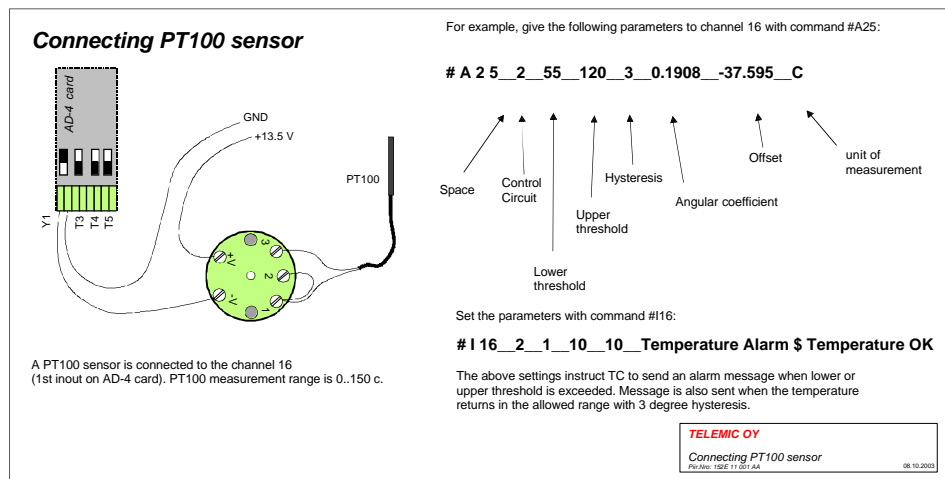 Connecting PT100 sensor
AD-4 card
GND
+13.5 V
PT100
Y1
T3
T4
T5
+V
-V
3
2
1
A PT100 sensor is connected to the channel 16
(1st inout on AD-4 card). PT100 measurement range is 0..150 c.
For example, give the following parameters to channel 16 with command #A25:
# A 2 5__2__55__120__3__0.1908__-37.595__C
Space
Control
Circuit
Lower
threshold
Upper
threshold
Hysteresis
Angular coefficient
Offset
unit of
measurement
Set the parameters with command #I16:
# I 16__2__1__10__10__Temperature Alarm $ Temperature OK
The above settings instruct TC to send an alarm message when lower or
upper threshold is exceeded. Message is also sent when the temperature
returns in the allowed range with 3 degree hysteresis.
TELEMIC OY
Connecting PT100 sensor
Piir.Nro: 152E 11 001 AA
08.10.2003